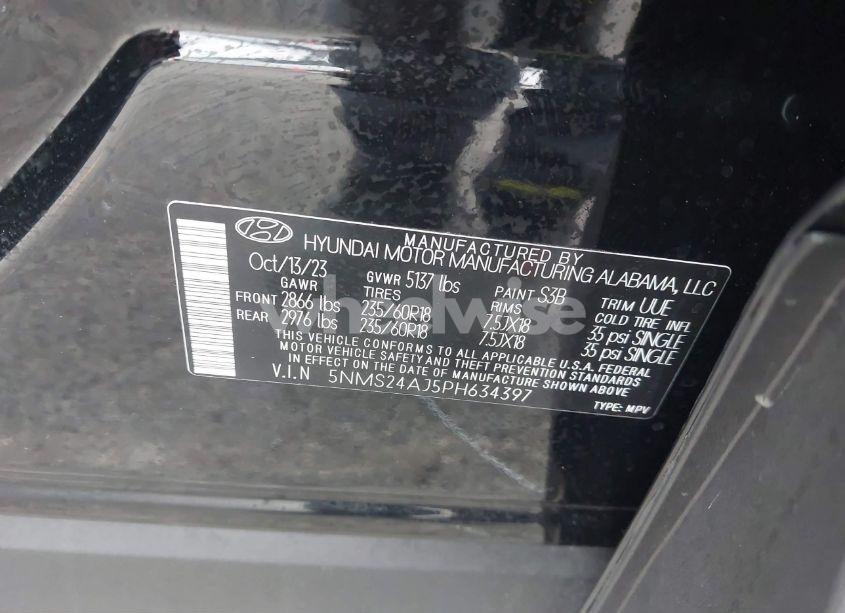 MANUFACTURED BY
HYUNDAI MOTOR MANUFACTURING ALABAMA, LLC
Oct/13/23 GVWR 5137 lbs PAINT S3B TRIM UUE
GAWR TIRES RIMS COLD TIRE INFL
FRONT 2866 lbs 235/60R18 7.5JX18 35 psi SINGLE
REAR 2976 lbs 235/60R18 7.5JX18 35 psi SINGLE
THIS VEHICLE CONFORMS TO ALL APPLICABLE U.S.A. FEDERAL
MOTOR VEHICLE SAFETY AND THEFT PREVENTION STANDARDS
IN EFFECT ON THE DATE OF MANUFACTURE SHOWN ABOVE
V.I.N 5NMS24AJ5PH634397
TYPE: MPV
wheelwise